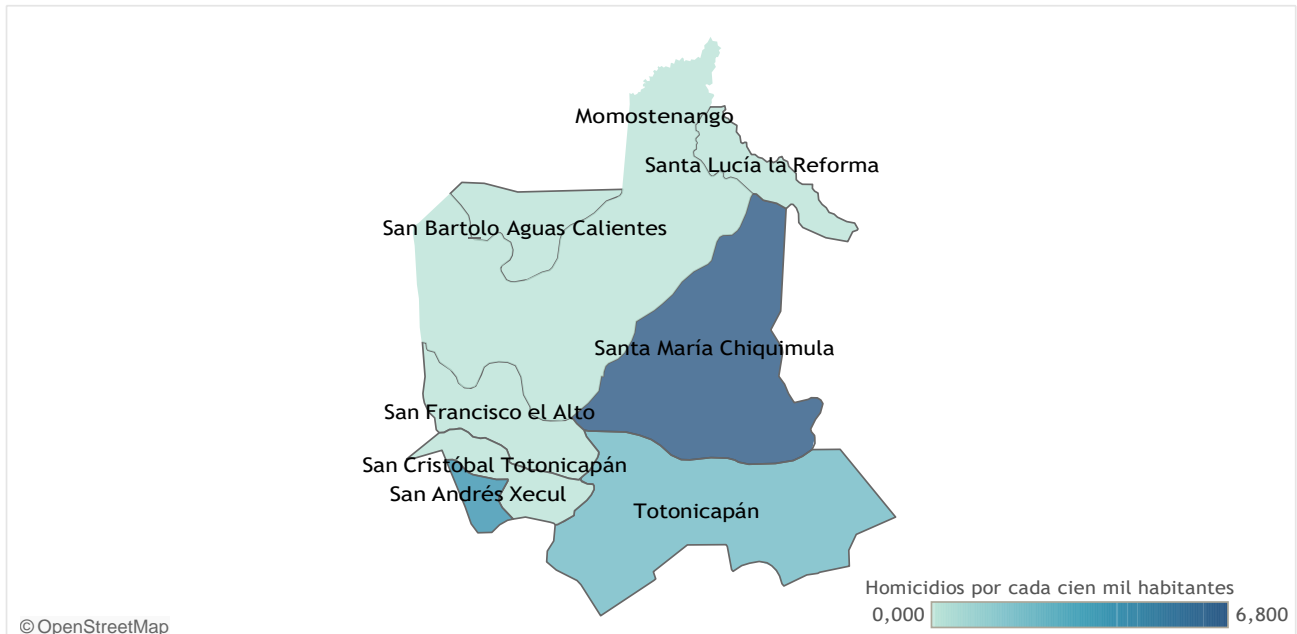 Momostenango
Santa Lucía la Reforma
San Bartolo Aguas Calientes
Santa María Chiquimula
San Francisco el Alto
San Cristóbal Totonicapán
San Andrés Xecul
Totonicapán
Homicidios por cada cien mil habitantes
0,000 6,800
© OpenStreetMap